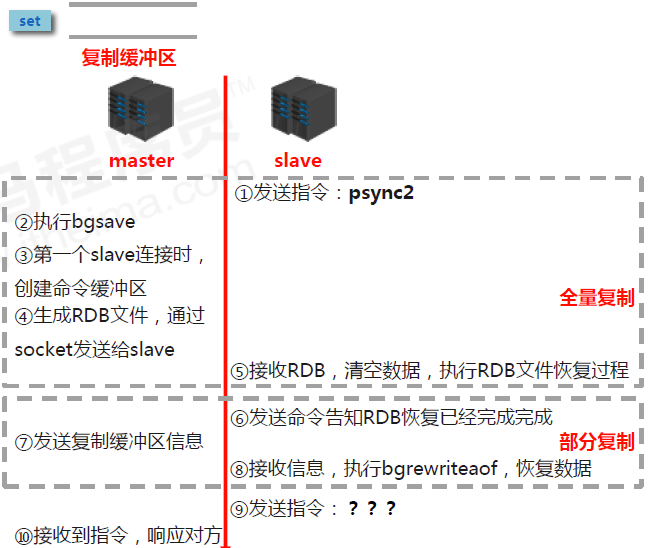 set
复制缓冲区
master
slave
①发送指令：psync2
②执行bgsave
③第一个slave连接时，
创建命令缓冲区
④生成RDB文件，通过
socket发送给slave
全量复制
⑤接收RDB，清空数据，执行RDB文件恢复过程
⑥发送命令告知RDB恢复已经完成完成
⑦发送复制缓冲区信息
部分复制
⑧接收信息，执行bgrewriteaof，恢复数据
⑨发送指令：？？？
⑩接收到指令，响应对方